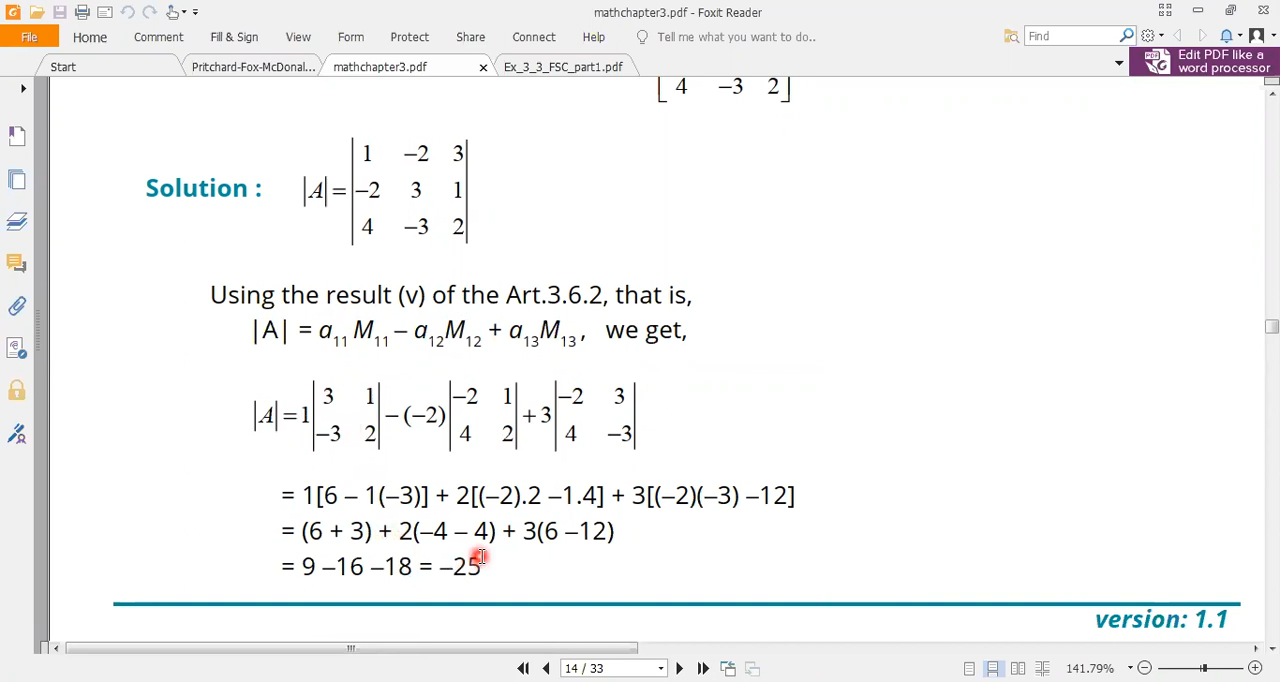 mathchapter3.pdf - Foxit Reader
File Home Comment Fill & Sign View Form Protect Share Connect Help Tell me what you want to do.. Find
Edit PDF like a
word processor
Start Pritchard-Fox-McDonal... mathchapter3.pdf Ex_3_3_FSC_part1.pdf
4 –3 2
1 –2 3
Solution : |A| = –2 3 1
4 –3 2
Using the result (v) of the Art.3.6.2, that is,
|A| = a11 M11 – a12M12 + a13M13, we get,
3 1 –2 1 –2 3
|A| = 1 – (–2) + 3
–3 2 4 2 4 –3
= 1[6 – 1(–3)] + 2[(–2).2 –1.4] + 3[(–2)(–3) –12]
= (6 + 3) + 2(–4 – 4) + 3(6 –12)
= 9 –16 –18 = –25
version: 1.1
14 / 33 141.79%